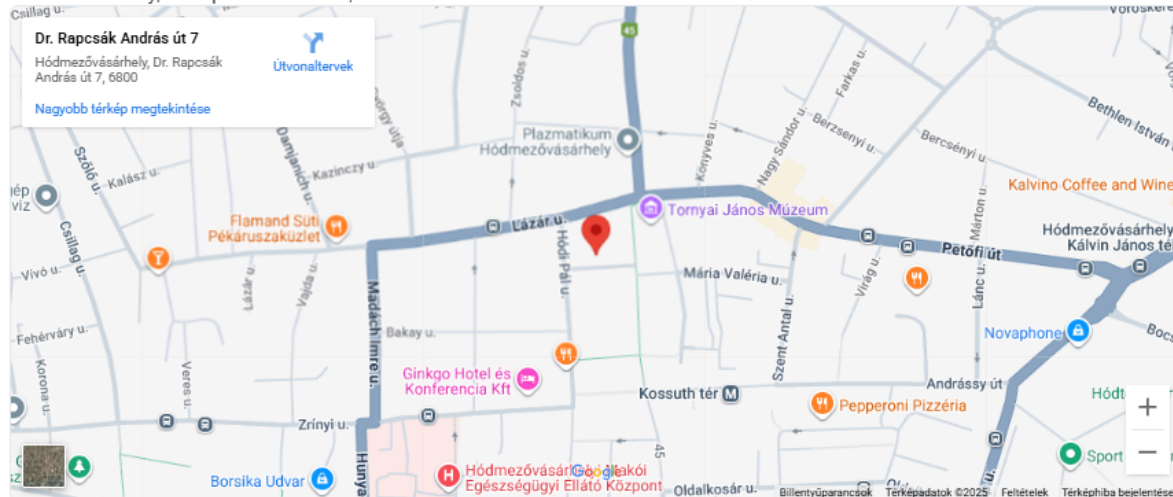 Csillag u.
Dr. Rapcsák András út 7
Hódmezővásárhely, Dr. Rapcsák
András út 7, 6800
Útvonaltervek
Nagyobb térkép megtekintése
45
Zsoldos u.
György útja
Farkas u.
Bethlen István
Plazmatikum
Hódmezővásárhely
Könyves u.
Nagy Sándor u.
Berzsenyi u.
Bercsényi u.
Szőlő u.
Kalász u.
Damjanich u.
Kazinczy u.
Kalvino Coffee and Wine
Csillag u.
Flamand Süti
Pékáruszaküzlet
Lázár u.
Tornyai János Múzeum
Lánc u.
Márton u.
Hódmezővásárhely
Kálvin János
Petőfi út
Vívó u.
Lázár u.
Vajda u.
Madách Imre u.
Hódi Pál u.
Mária Valéria u.
Virág u.
Fehérváry u.
Bakay u.
Szent Antal u.
Novaphone
Korona u.
Veres u.
Ginkgo Hotel és
Konferencia Kft
Kossuth tér
M
Andrássy út
Pepperoni Pizzéria
Zrínyi u.
45
Borsika Udvar
H
Egészségügyi Ellátó Központ
Google
Oldalkosár u.
Sport
+
−
Billentyűparancsok
Térképadatok ©2025
Feltételek
Térképhiba bejelentés